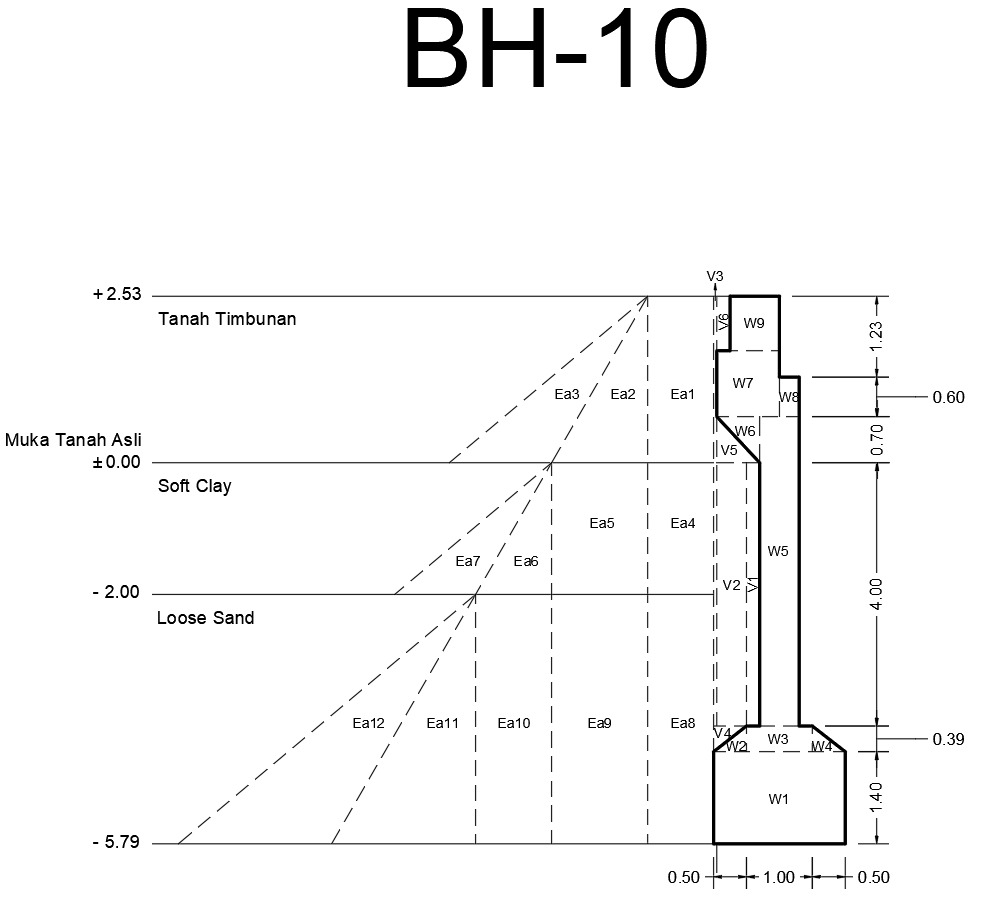 BH-10
V3
+ 2.53
Tanah Timbunan
V6
W9
1.23
Ea3
Ea2
Ea1
W7
W8
0.60
Muka Tanah Asli
± 0.00
W6
V5
0.70
Soft Clay
Ea5
Ea4
W5
Ea7
Ea6
V2
V1
4.00
- 2.00
Loose Sand
Ea12
Ea11
Ea10
Ea9
Ea8
V4
W2
W3
W4
0.39
W1
1.40
- 5.79
0.50
1.00
0.50